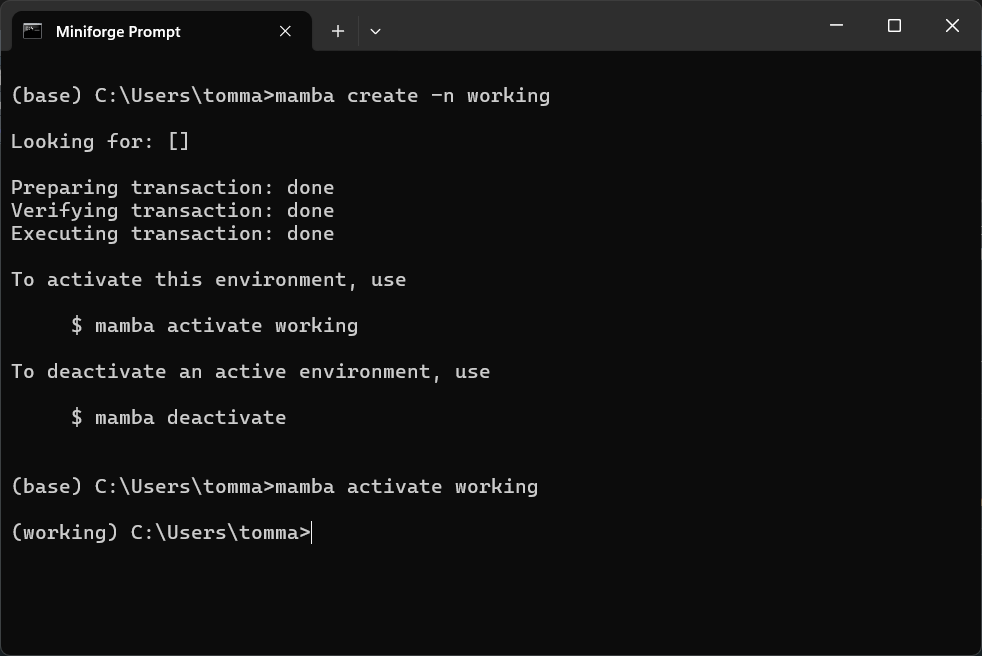 Miniforge Prompt
(base) C:\Users\tomma>mamba create -n working
Looking for: []
Preparing transaction: done
Verifying transaction: done
Executing transaction: done
To activate this environment, use
$ mamba activate working
To deactivate an active environment, use
$ mamba deactivate
(base) C:\Users\tomma>mamba activate working
(working) C:\Users\tomma>